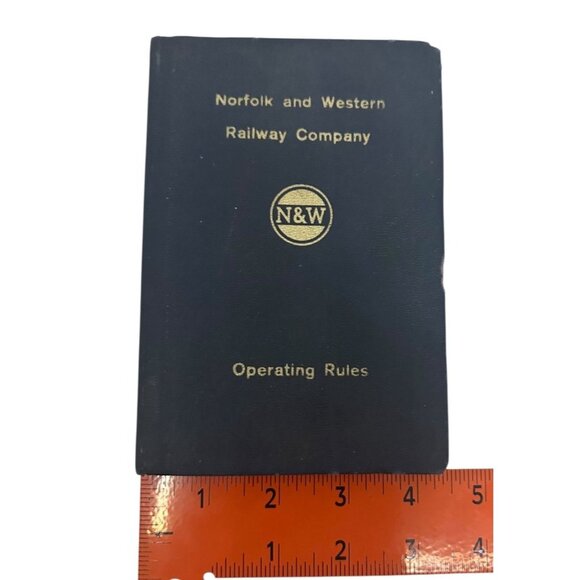 Norfolk and Western
Railway Company
N&W
Operating Rules
1 2 3 4 5
1 2 3 4